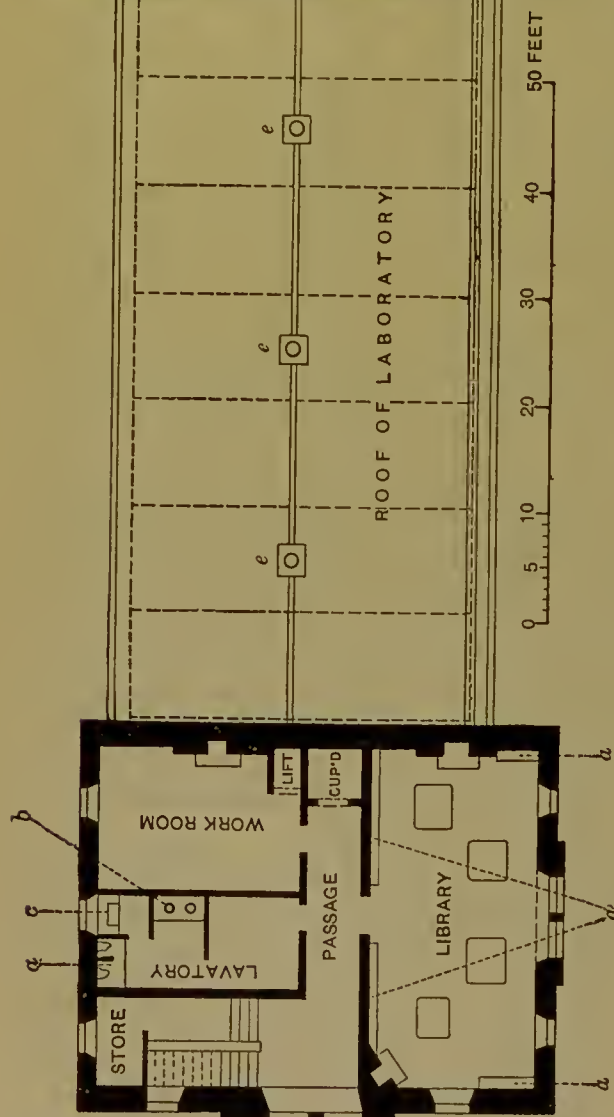 a
c
b
STORE
LAVATORY
WORK ROOM
LIFT
CUP'D
PASSAGE
LIBRARY
a
a
a
e
e
e
ROOF OF LABORATORY
0 5 10 20 30 40 50 FEET